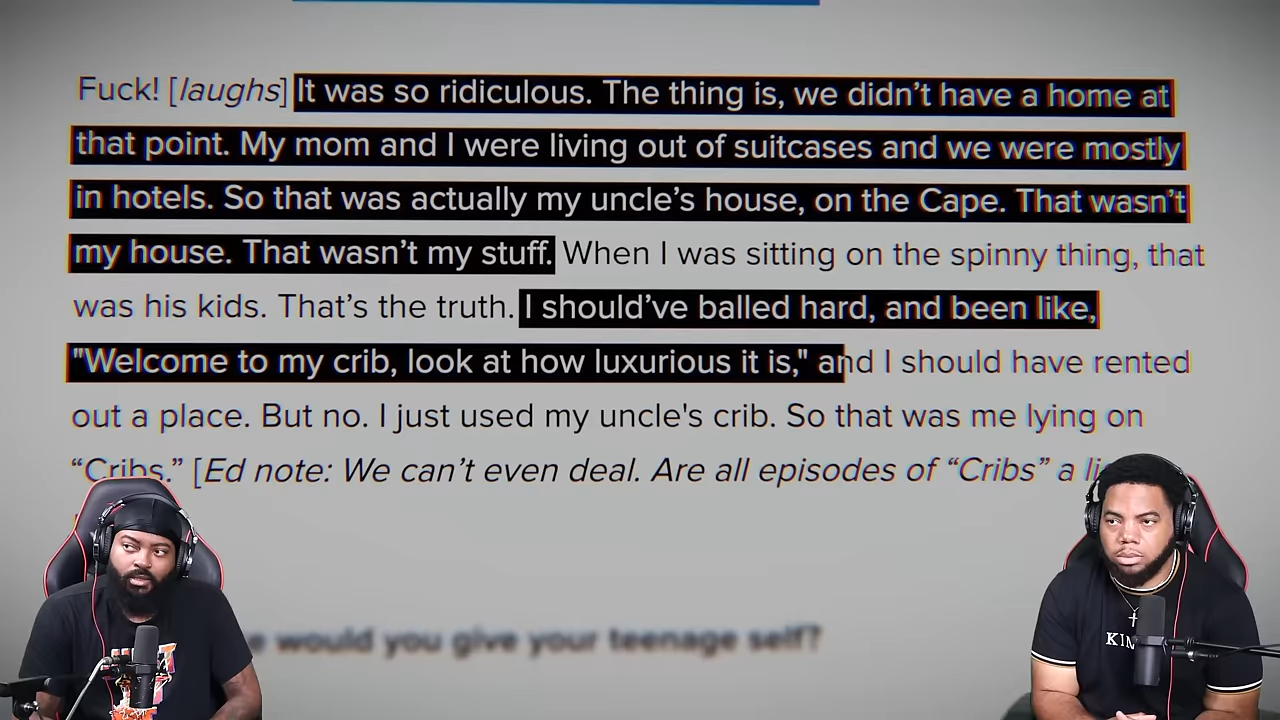 Fuck! [laughs] It was so ridiculous. The thing is, we didn’t have a home at
that point. My mom and I were living out of suitcases and we were mostly
in hotels. So that was actually my uncle’s house, on the Cape. That wasn’t
my house. That wasn’t my stuff. When I was sitting on the spinny thing, that
was his kids. That’s the truth. I should’ve balled hard, and been like,
"Welcome to my crib, look at how luxurious it is," and I should have rented
out a place. But no. I just used my uncle's crib. So that was me lying on
“Cribs.” [Ed note: We can’t even deal. Are all episodes of “Cribs” a
would you give your teenage self?